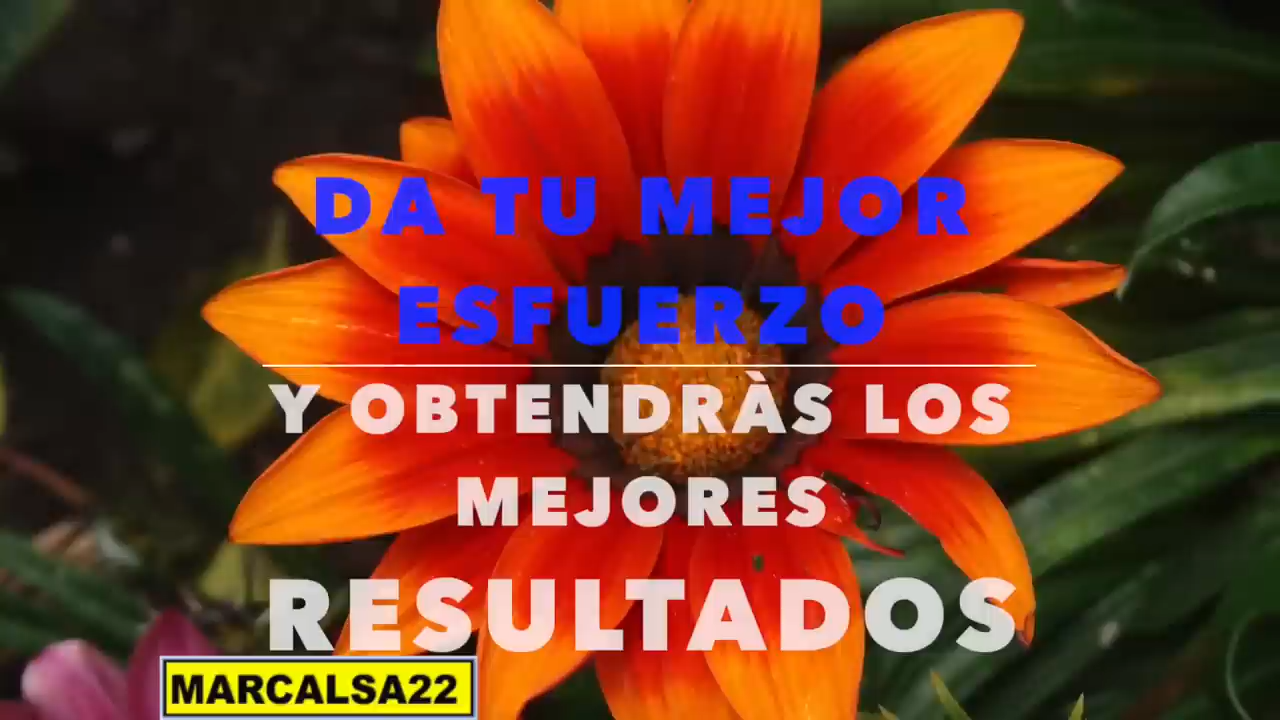 DA TU MEJOR
ESFUERZO
Y OBTENDRÀS LOS
MEJORES
RESULTADOS
MARCALSA22